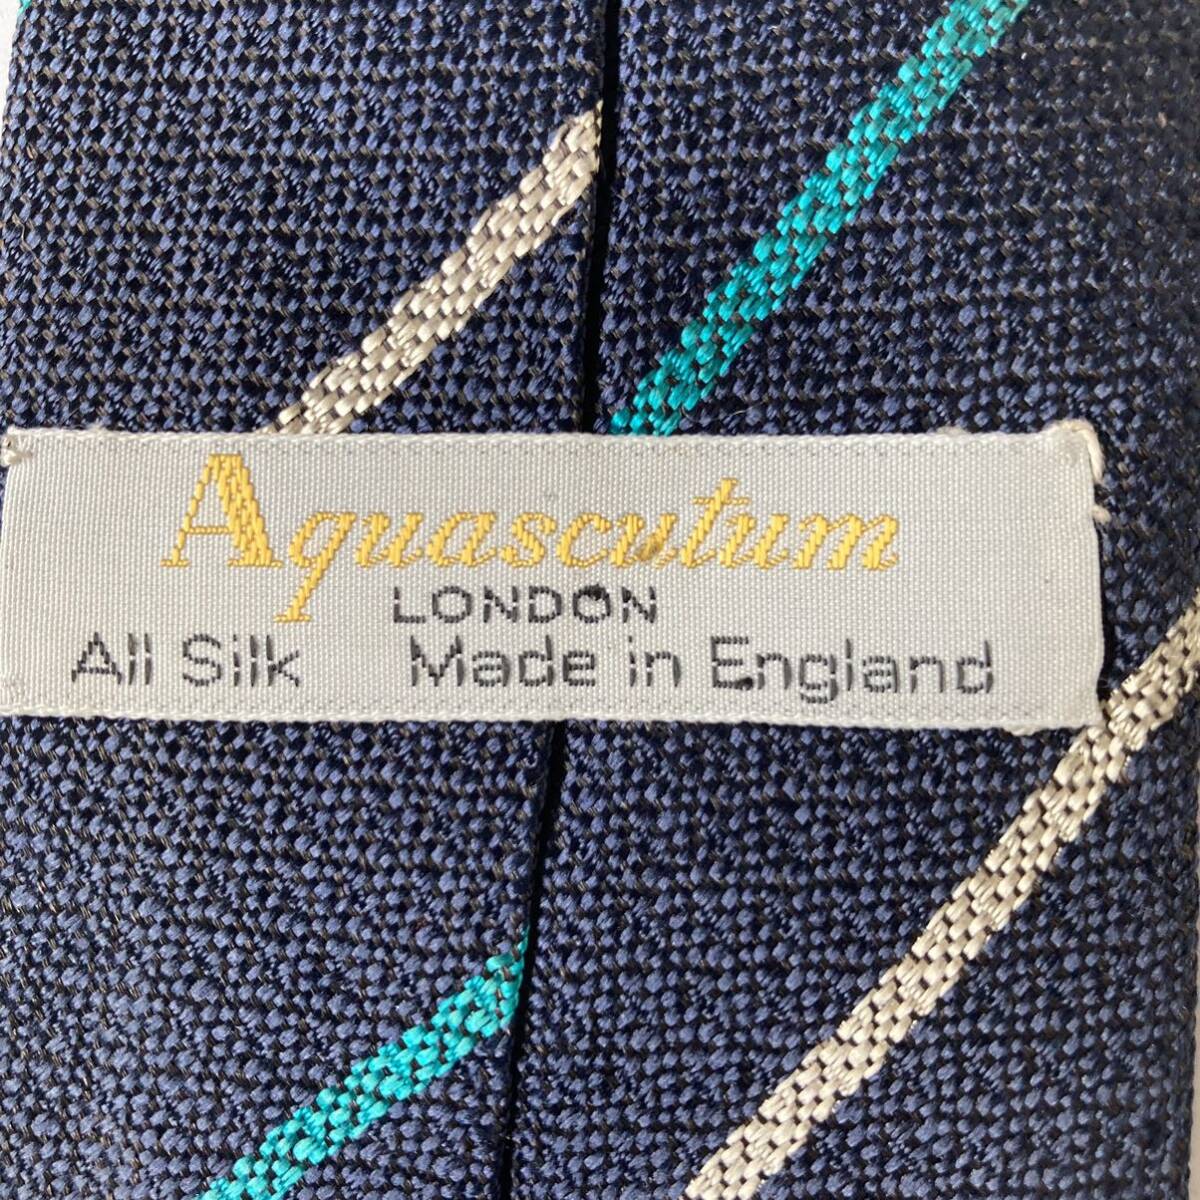 Aquascutum
LONDON
All Silk Made in England